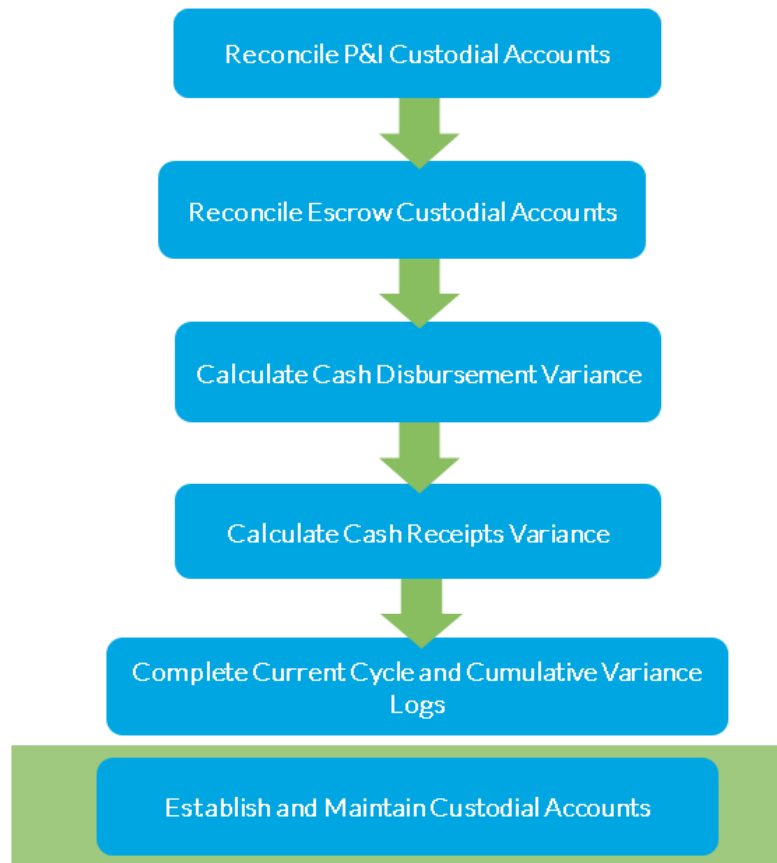 Reconcile P&I Custodial Accounts
Reconcile Escrow Custodial Accounts
Calculate Cash Disbursement Variance
Calculate Cash Receipts Variance
Complete Current Cycle and Cumulative Variance
Logs
Establish and Maintain Custodial Accounts